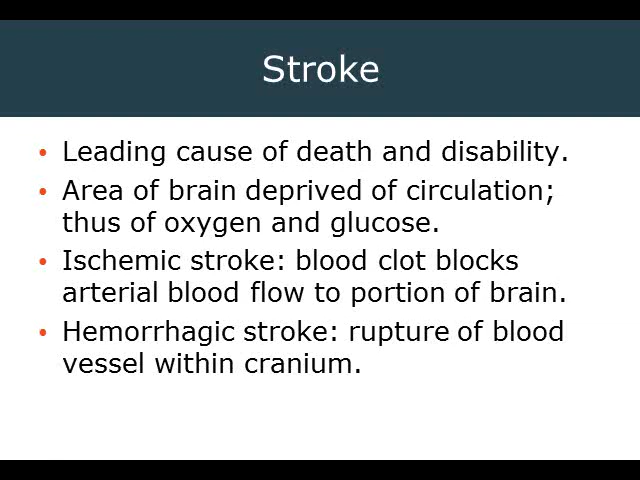 Stroke
• Leading cause of death and disability.
• Area of brain deprived of circulation;
thus of oxygen and glucose.
• Ischemic stroke: blood clot blocks
arterial blood flow to portion of brain.
• Hemorrhagic stroke: rupture of blood
vessel within cranium.